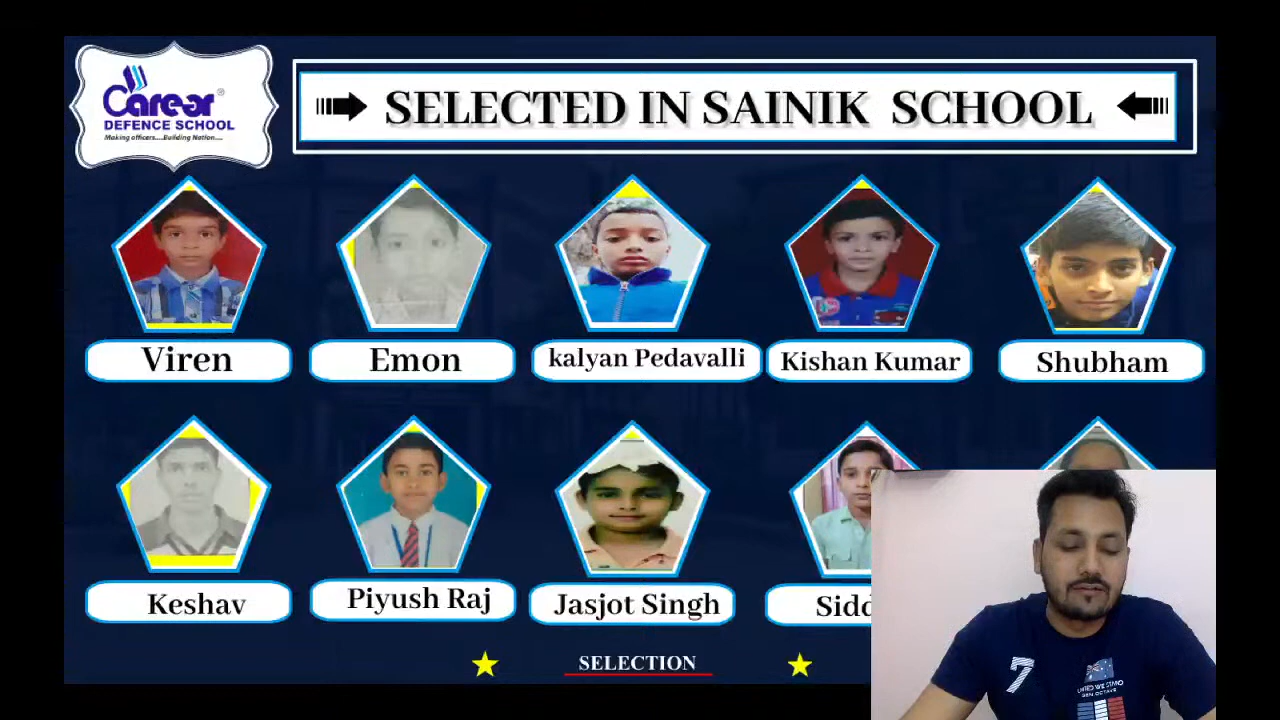 Career®
DEFENCE SCHOOL
Making officers....Building Nation....
SELECTED IN SAINIK SCHOOL
Viren
Emon
kalyan Pedavalli
Kishan Kumar
Shubham
Keshav
Piyush Raj
Jasjot Singh
SELECTION
7